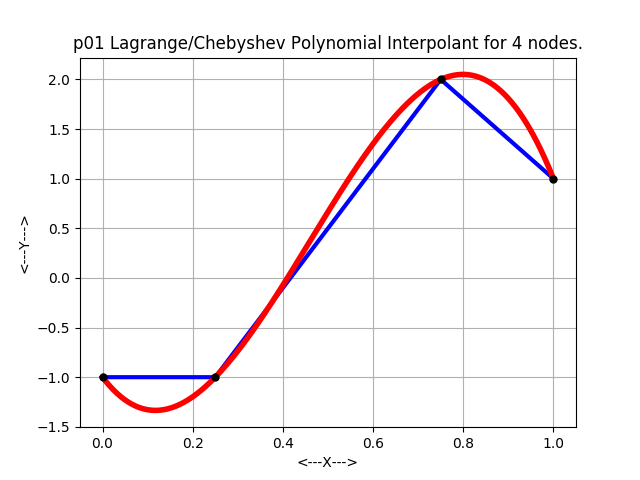 p01 Lagrange/Chebyshev Polynomial Interpolant for 4 nodes.
2.0
1.5
1.0
0.5
0.0
−0.5
−1.0
−1.5
<---Y--->
0.0 0.2 0.4 0.6 0.8 1.0
<---X--->